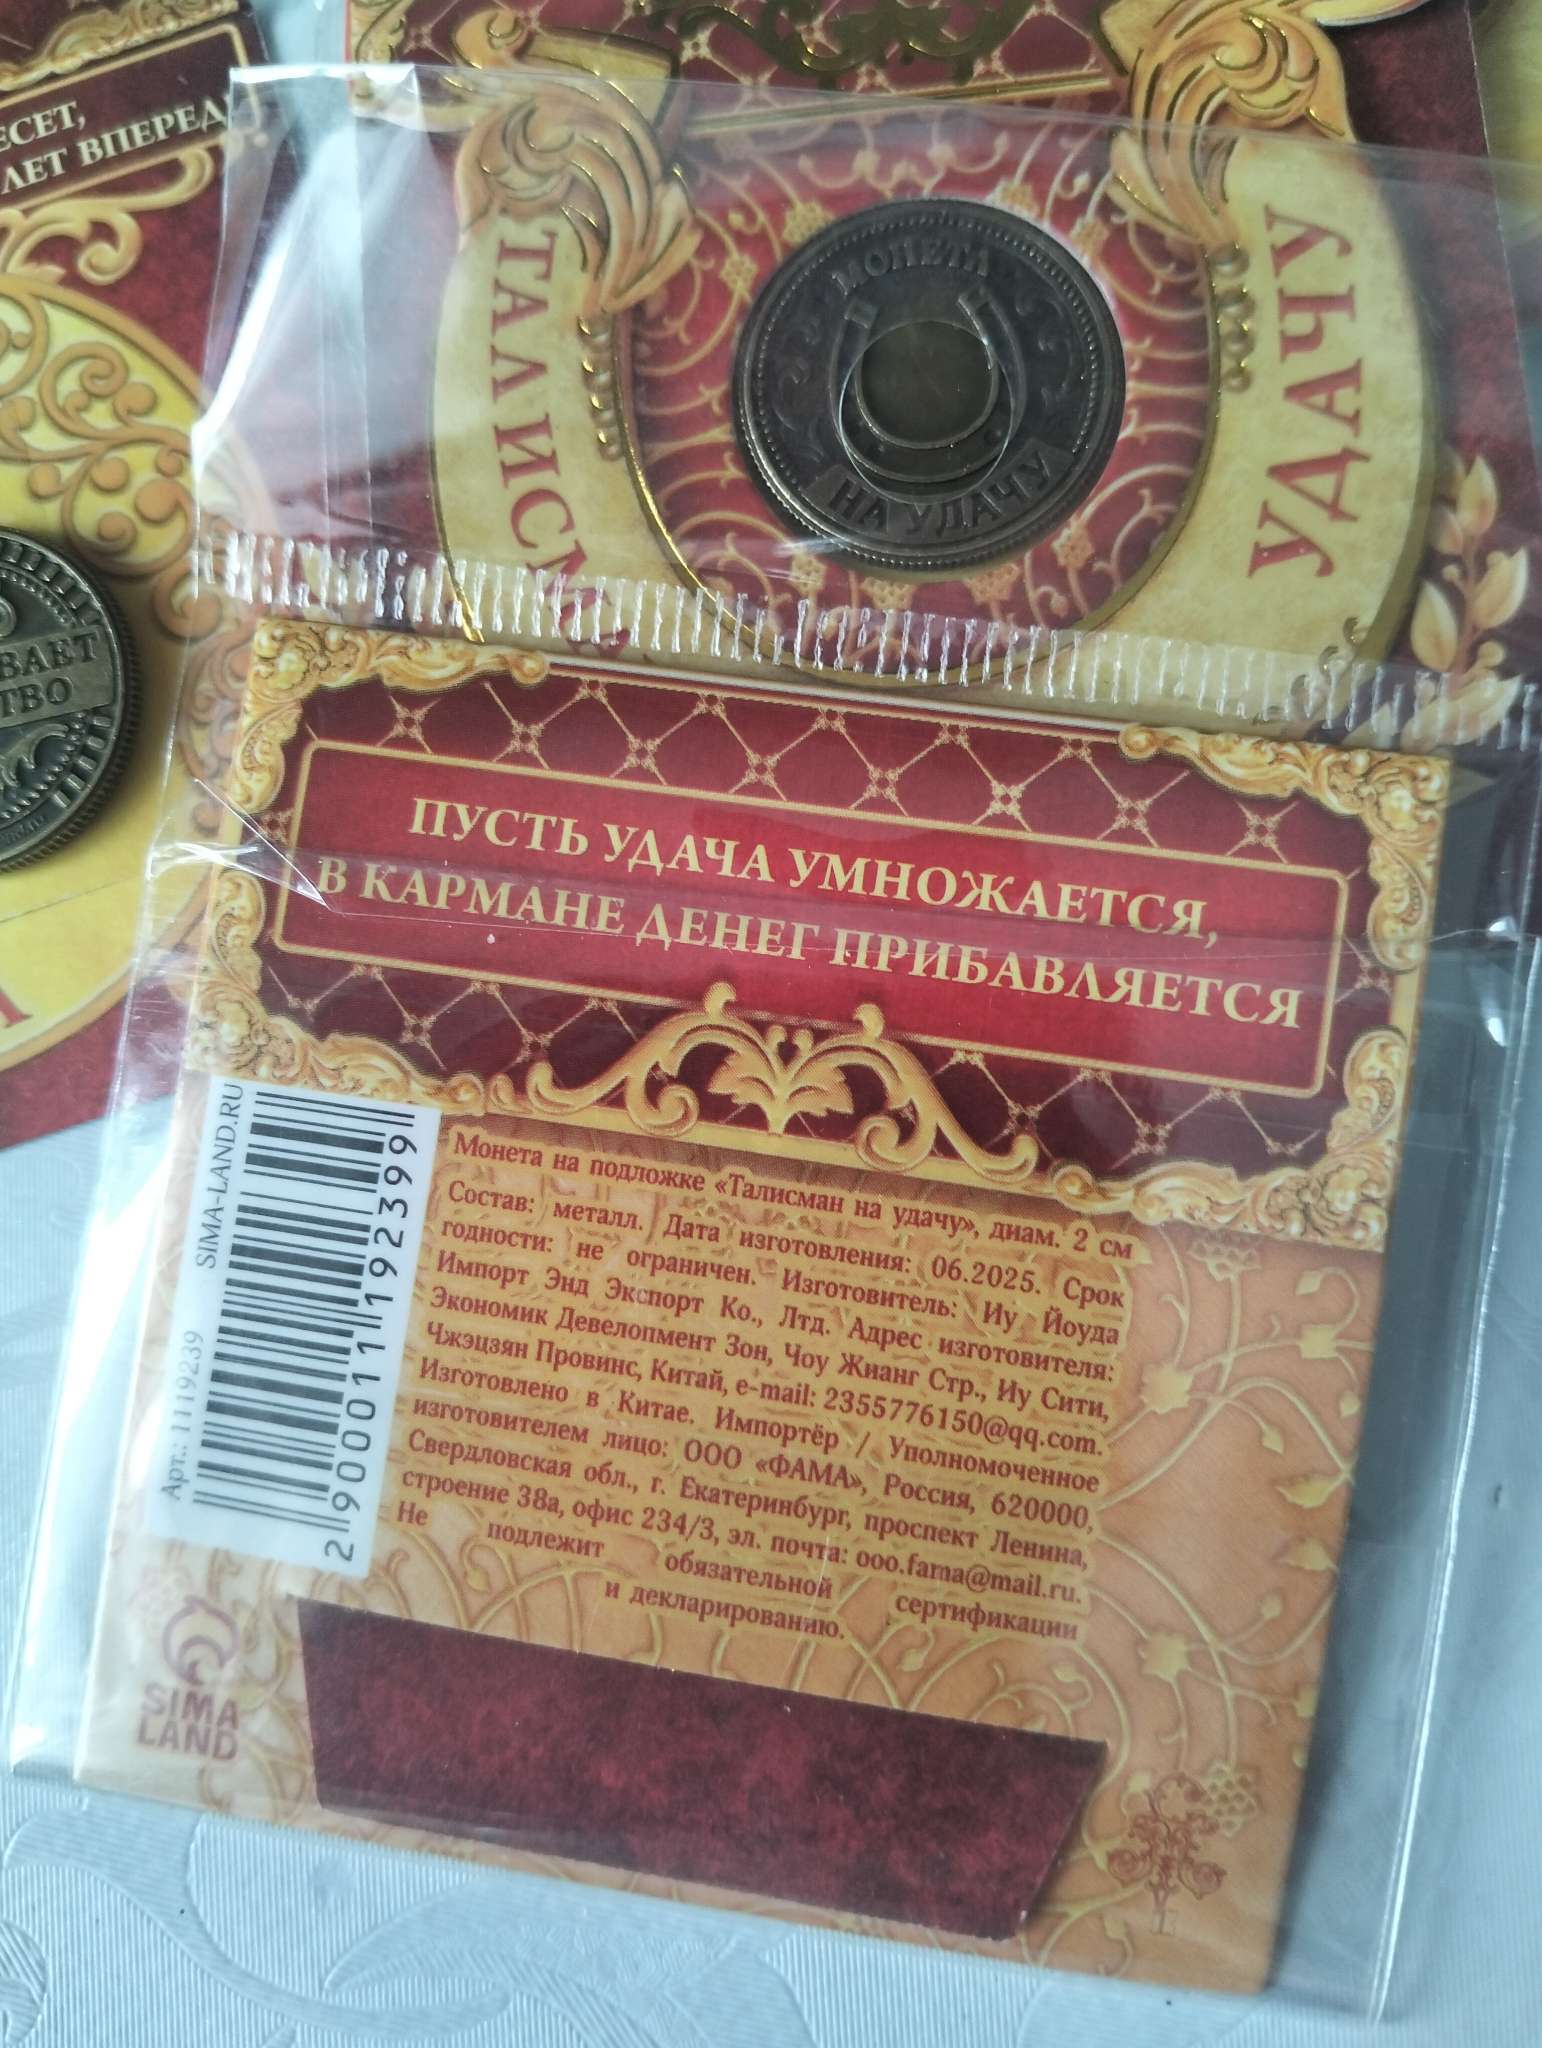 ЕСЕТ,
ЛЕТ ВПЕРЕД
ВАЕТ
ТВО
ТАЛИСМ
УДАЧУ
МОНЕТА
НА УДАЧУ
ПУСТЬ УДАЧА УМНОЖАЕТСЯ,
В КАРМАНЕ ДЕНЕГ ПРИБАВЛЯЕТСЯ
SIMA-LAND.RU
Арт.: 1119239
2 900011 192399
Монета на подложке «Талисман на удачу», диам. 2 см
Состав: металл. Дата изготовления: 06.2025. Срок
годности: не ограничен. Изготовитель: Иу Йоуда
Импорт Энд Экспорт Ко., Лтд. Адрес изготовителя:
Экономик Девелопмент Зон, Чоу Жианг Стр., Иу Сити,
Чжэцзян Провинс, Китай, e-mail: 2355776150@qq.com.
Изготовлено в Китае. Импортёр / Уполномоченное
изготовителем лицо: ООО «ФАМА», Россия, 620000,
Свердловская обл., г. Екатеринбург, проспект Ленина,
строение 38а, офис 234/3, эл. почта: ooo.fama@mail.ru.
Не подлежит обязательной сертификации
и декларированию.
SIMA
LAND